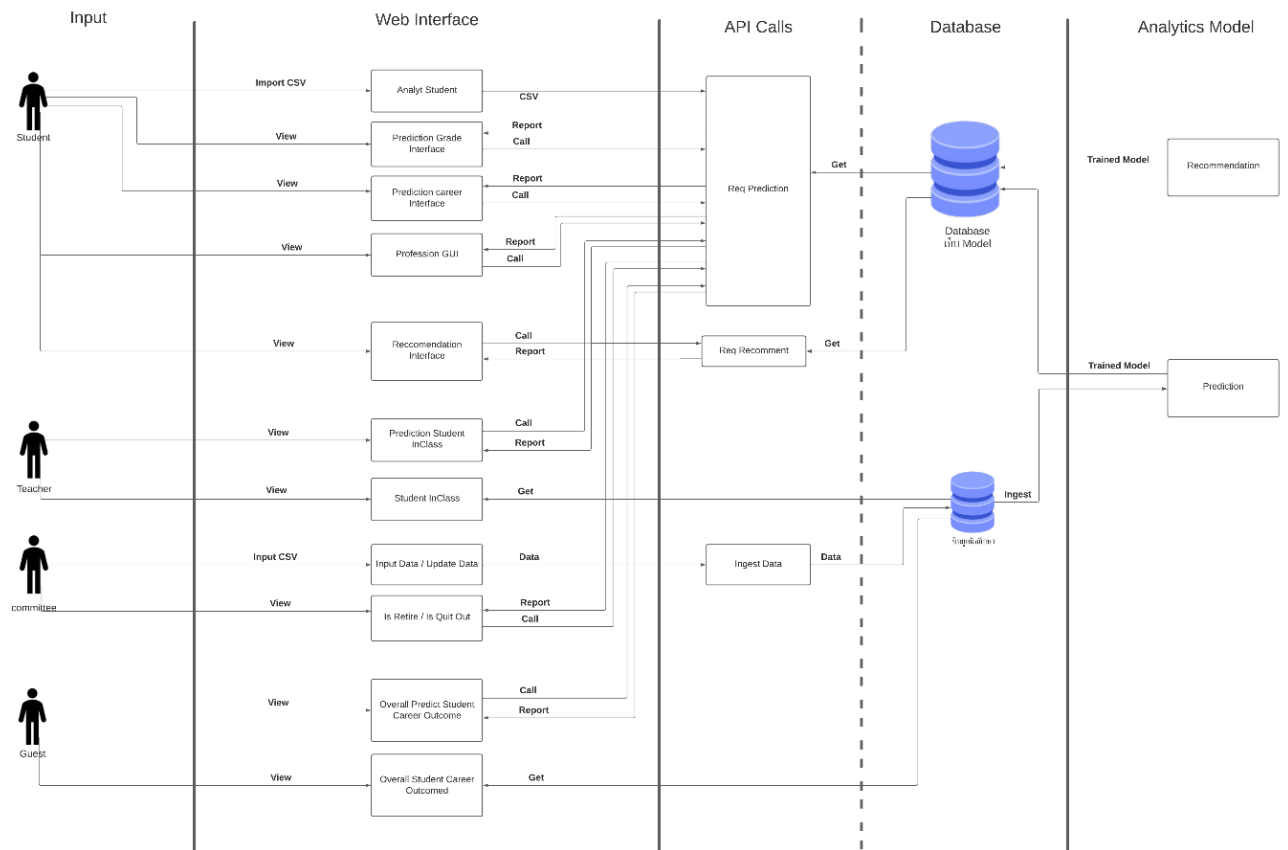 Input
Web Interface
API Calls
Database
Analytics Model
Student
Import CSV
Analyt Student
CSV
View
Prediction Grade
Interface
Report
Call
View
Prediction career
Interface
Report
Call
View
Profession GUI
Report
Call
View
Reccomendation
Interface
Call
Report
Req Prediction
Req Recomment
Get
Get
Database
เก็บ Model
Trained Model
Recommendation
Trained Model
Prediction
Teacher
View
Prediction Student
InClass
Call
Report
View
Student InClass
Get
Ingest
committee
Input CSV
Input Data / Update Data
Data
Ingest Data
Data
View
Is Retire / Is Quit Out
Report
Call
Guest
View
Overall Predict Student
Career Outcome
Call
Report
View
Overall Student Career
Outcomed
Get